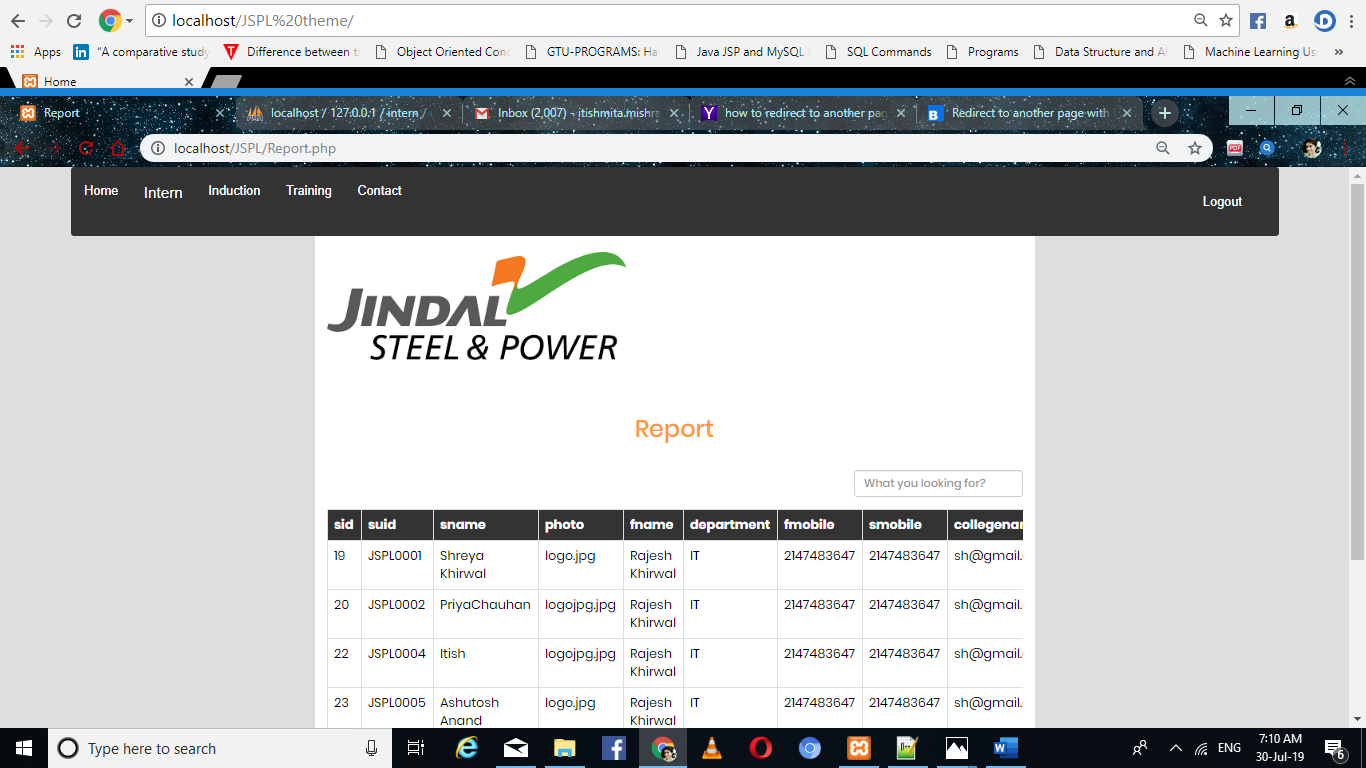 localhost/JSPL%20theme/
Apps "A comparative study Difference between t Object Oriented Conc GTU-PROGRAMS: Ha Java JSP and MySQL SQL Commands Programs Data Structure and Al Machine Learning Us »
Home
Report localhost / 127.0.0.1 / intern / Inbox (2,007) - itishmita.mishr how to redirect to another pag Redirect to another page with
localhost/JSPL/Report.php
Home Intern Induction Training Contact Logout
JINDAL
STEEL & POWER
Report
What you looking for?
sid suid sname photo fname department fmobile smobile collegenar
19 JSPL0001 Shreya Khirwal logo.jpg Rajesh Khirwal IT 2147483647 2147483647 sh@gmail.
20 JSPL0002 PriyaChauhan logojpg.jpg Rajesh Khirwal IT 2147483647 2147483647 sh@gmail.
22 JSPL0004 Itish logojpg.jpg Rajesh Khirwal IT 2147483647 2147483647 sh@gmail.
23 JSPL0005 Ashutosh Anand logo.jpg Rajesh Khirwal IT 2147483647 2147483647 sh@gmail.
Type here to search ENG 7:10 AM
30-Jul-19 6